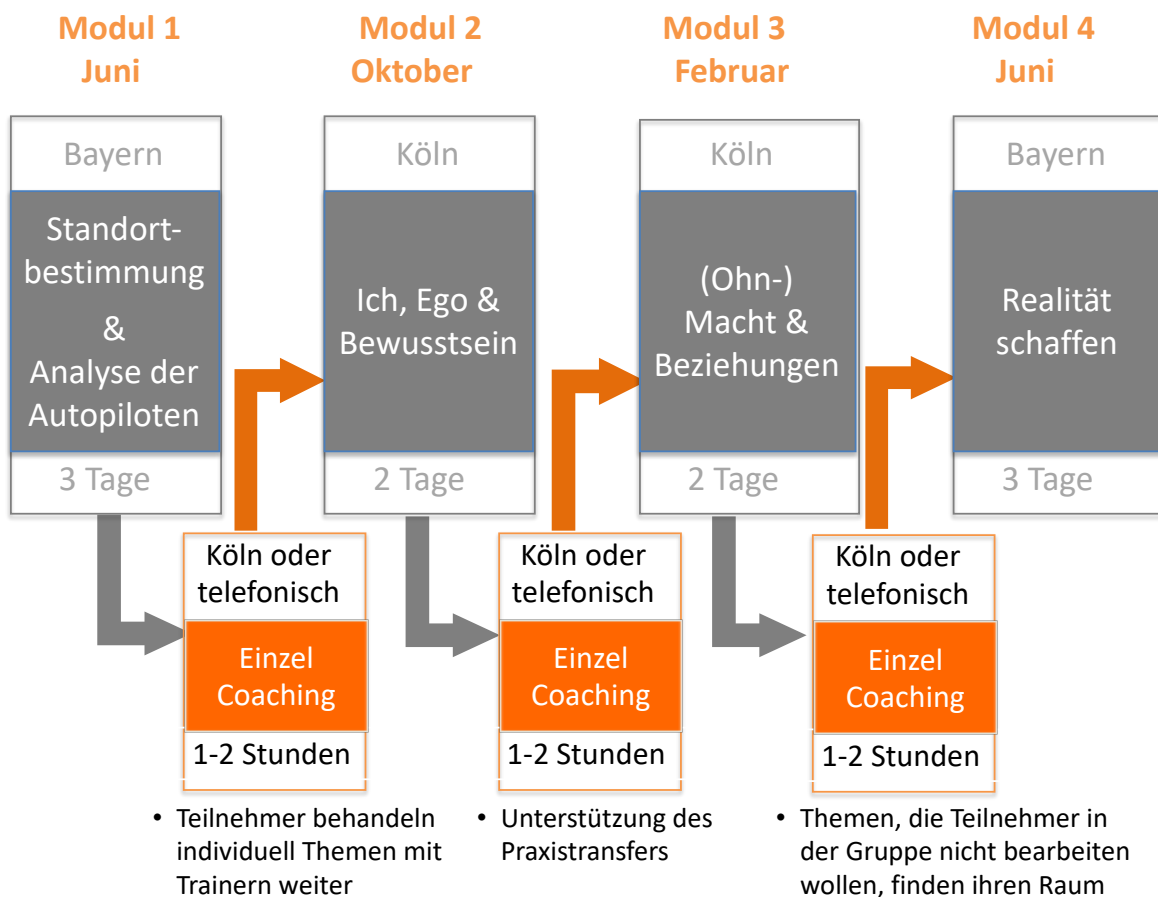 Modul 1
Juni
Modul 2
Oktober
Modul 3
Februar
Modul 4
Juni
Bayern
Standort-
bestimmung
&
Analyse der
Autopiloten
3 Tage
Köln
Ich, Ego &
Bewusstsein
2 Tage
Köln
(Ohn-)
Macht &
Beziehungen
2 Tage
Bayern
Realität
schaffen
3 Tage
Köln oder
telefonisch
Einzel
Coaching
1-2 Stunden
• Teilnehmer behandeln
individuell Themen mit
Trainern weiter
Köln oder
telefonisch
Einzel
Coaching
1-2 Stunden
• Unterstützung des
Praxistransfers
Köln oder
telefonisch
Einzel
Coaching
1-2 Stunden
• Themen, die Teilnehmer in
der Gruppe nicht bearbeiten
wollen, finden ihren Raum